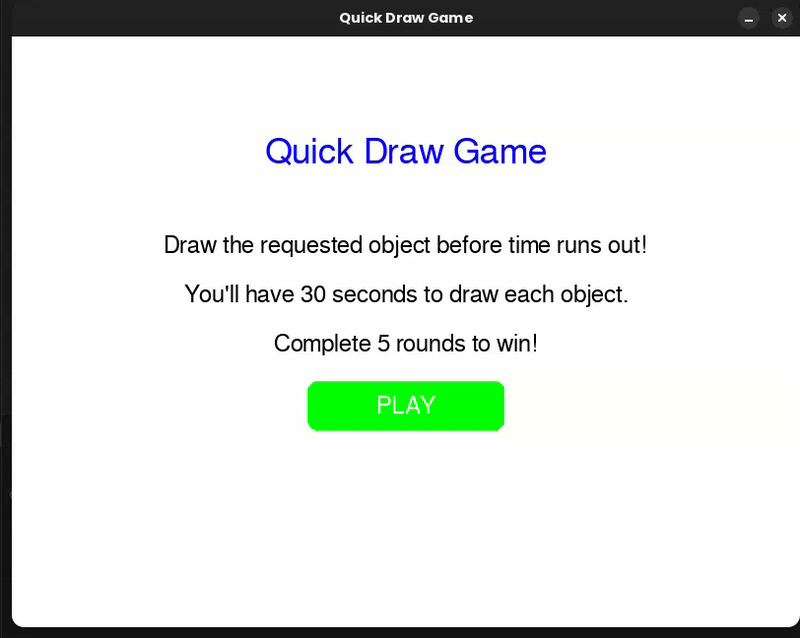 Quick Draw Game
Quick Draw Game
Draw the requested object before time runs out!
You'll have 30 seconds to draw each object.
Complete 5 rounds to win!
PLAY